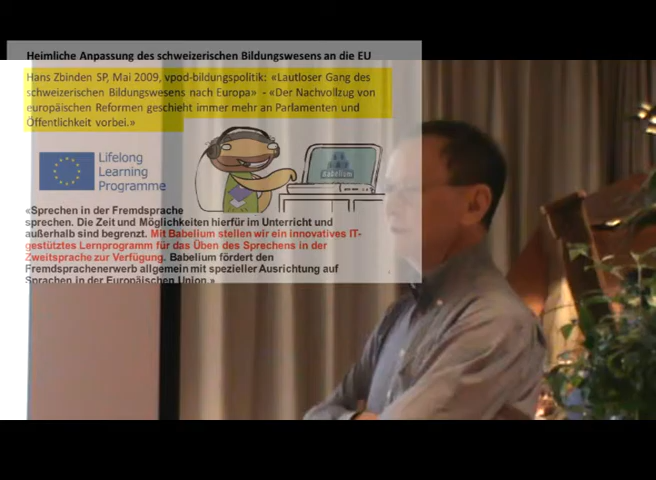 Heimliche Anpassung des schweizerischen Bildungswesens an die EU
Hans Zbinden SP, Mai 2009, vpod-bildungspolitik: «Lautloser Gang des
schweizerischen Bildungswesens nach Europa» - «Der Nachvollzug von
europäischen Reformen geschieht immer mehr an Parlamenten und
Öffentlichkeit vorbei.»
Lifelong
Learning
Programme
Babelium
«Sprechen in der Fremdsprache
sprechen. Die Zeit und Möglichkeiten hierfür im Unterricht und
außerhalb sind begrenzt. Mit Babelium stellen wir ein innovatives IT-
gestütztes Lernprogramm für das Üben des Sprechens in der
Zweitsprache zur Verfügung. Babelium fördert den
Fremdsprachenerwerb allgemein mit spezieller Ausrichtung auf
Sprachen in der Europäischen Union.»